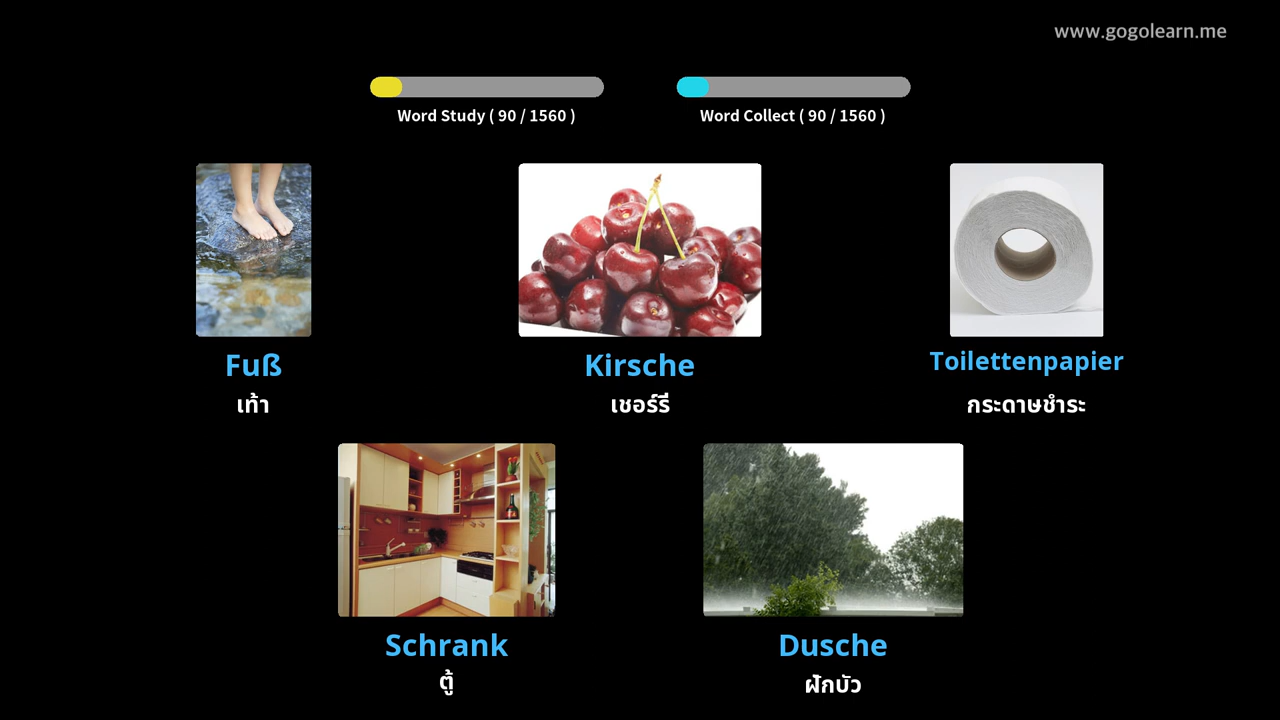 www.gogolearn.me
Word Study ( 90 / 1560 )
Word Collect ( 90 / 1560 )
Fuß
เท้า
Kirsche
เชอร์รี
Toilettenpapier
กระดาษชำระ
Schrank
ตู้
Dusche
ฝักบัว